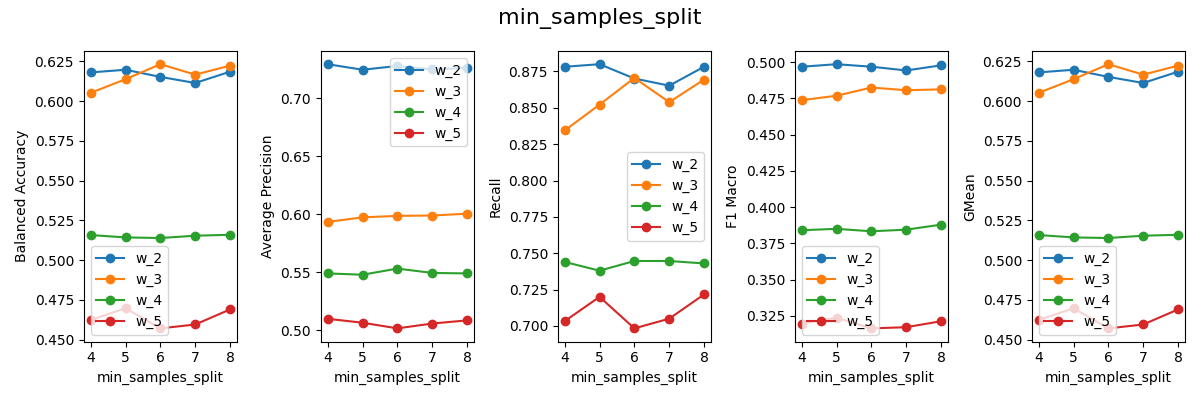 min_samples_split
Balanced Accuracy
0.625
0.600
0.575
0.550
0.525
0.500
0.475
0.450
w_2
w_3
w_4
w_5
4 5 6 7 8
min_samples_split
Average Precision
0.70
0.65
0.60
0.55
0.50
w_2
w_3
w_4
w_5
4 5 6 7 8
min_samples_split
Recall
0.875
0.850
0.825
0.800
0.775
0.750
0.725
0.700
w_2
w_3
w_4
w_5
4 5 6 7 8
min_samples_split
F1 Macro
0.500
0.475
0.450
0.425
0.400
0.375
0.350
0.325
w_2
w_3
w_4
w_5
4 5 6 7 8
min_samples_split
GMean
0.625
0.600
0.575
0.550
0.525
0.500
0.475
0.450
w_2
w_3
w_4
w_5
4 5 6 7 8
min_samples_split